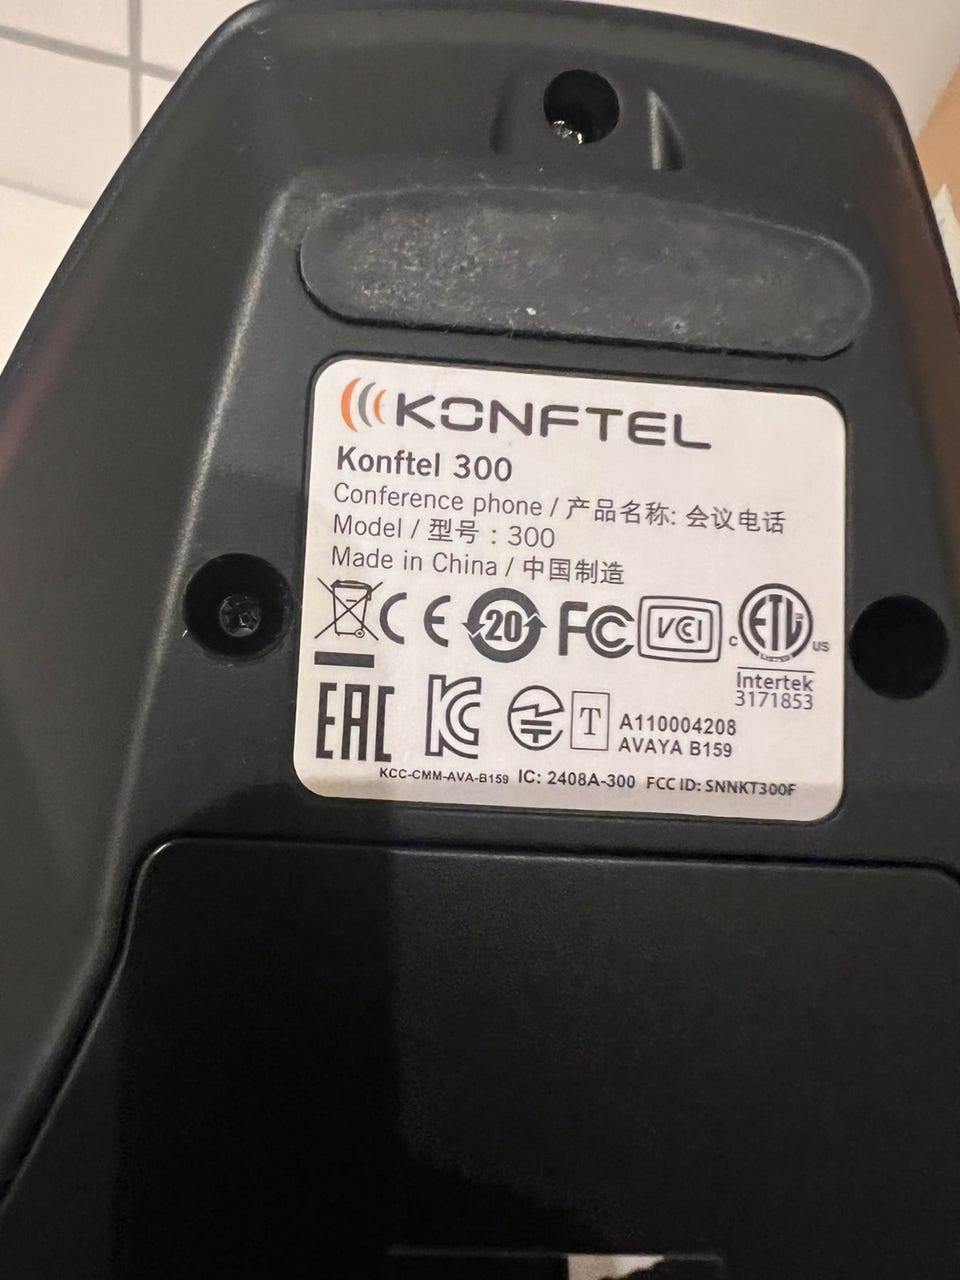 KONFTEL
Konftel 300
Conference phone / 产品名称: 会议电话
Model / 型号 : 300
Made in China / 中国制造
CE 20 FC VCCI c ETL us
Intertek
3171853
EAC KC T A110004208
AVAYA B159
KCC-CMM-AVA-B159 IC: 2408A-300 FCC ID: SNNKT300F